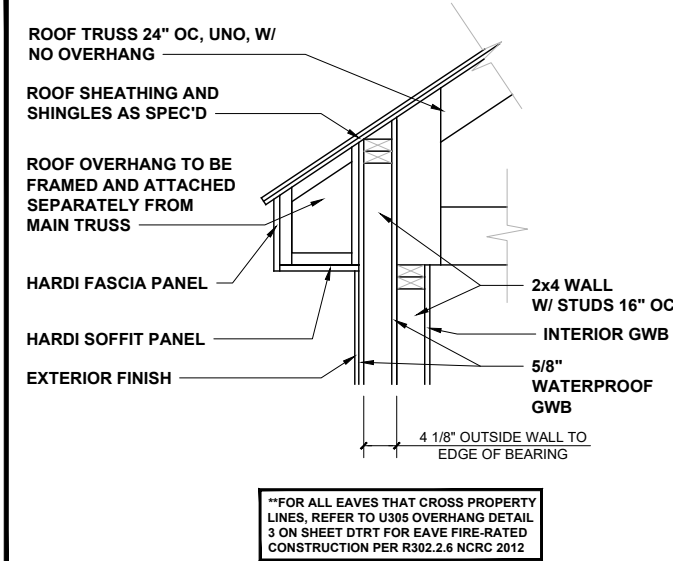 ROOF TRUSS 24" OC, UNO, W/
NO OVERHANG
ROOF SHEATHING AND
SHINGLES AS SPEC'D
ROOF OVERHANG TO BE
FRAMED AND ATTACHED
SEPARATELY FROM
MAIN TRUSS
HARDI FASCIA PANEL
HARDI SOFFIT PANEL
EXTERIOR FINISH
2x4 WALL
W/ STUDS 16" OC
INTERIOR GWB
5/8"
WATERPROOF
GWB
4 1/8" OUTSIDE WALL TO
EDGE OF BEARING
**FOR ALL EAVES THAT CROSS PROPERTY
LINES, REFER TO U305 OVERHANG DETAIL
3 ON SHEET DTRT FOR EAVE FIRE-RATED
CONSTRUCTION PER R302.2.6 NCRC 2012